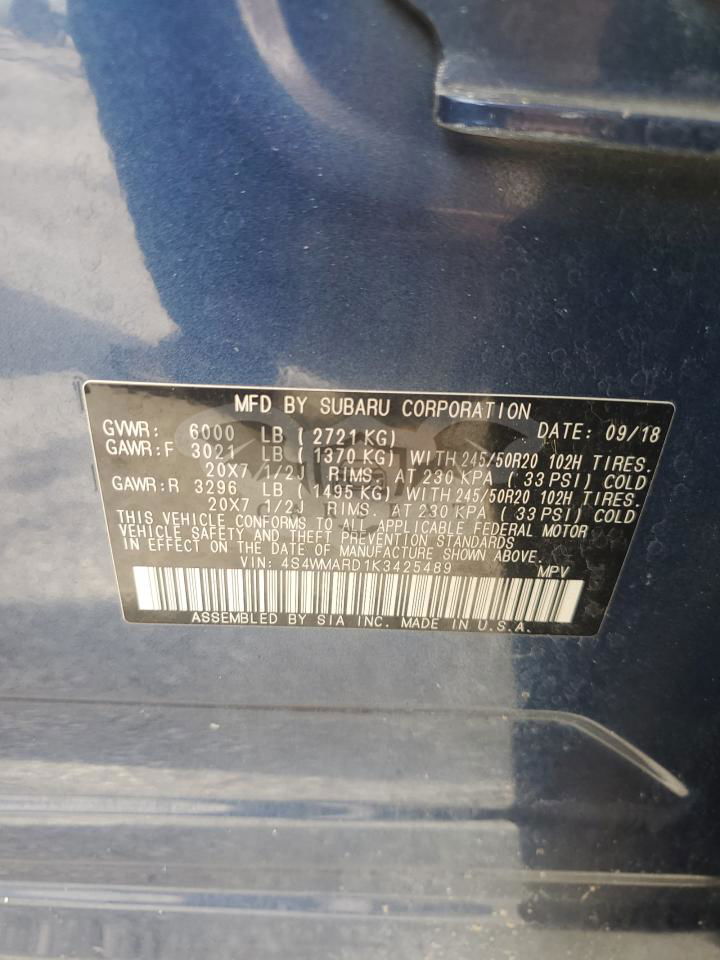 MFD BY SUBARU CORPORATION
GVWR: 6000 LB ( 2721 KG) DATE: 09/18
GAWR:F 3021 LB ( 1370 KG) WITH 245/50R20 102H TIRES.
20X7 1/2J RIMS. AT 230 KPA ( 33 PSI) COLD
GAWR:R 3296 LB ( 1495 KG) WITH 245/50R20 102H TIRES.
20X7 1/2J RIMS. AT 230 KPA ( 33 PSI) COLD
THIS VEHICLE CONFORMS TO ALL APPLICABLE FEDERAL MOTOR
VEHICLE SAFETY AND THEFT PREVENTION STANDARDS
IN EFFECT ON THE DATE OF MANUFACTURE SHOWN ABOVE.
VIN: 4S4WMARD1K3425489 MPV
ASSEMBLED BY SIA INC. MADE IN U.S.A.